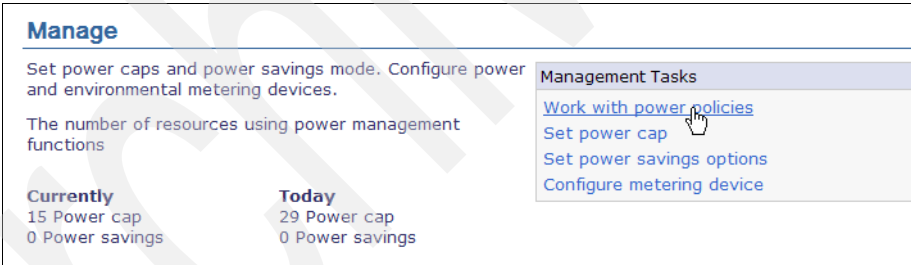 Manage
Set power caps and power savings mode. Configure power
and environmental metering devices.
The number of resources using power management
functions
Currently
15 Power cap
0 Power savings
Today
29 Power cap
0 Power savings
Management Tasks
Work with power policies
Set power cap
Set power savings options
Configure metering device